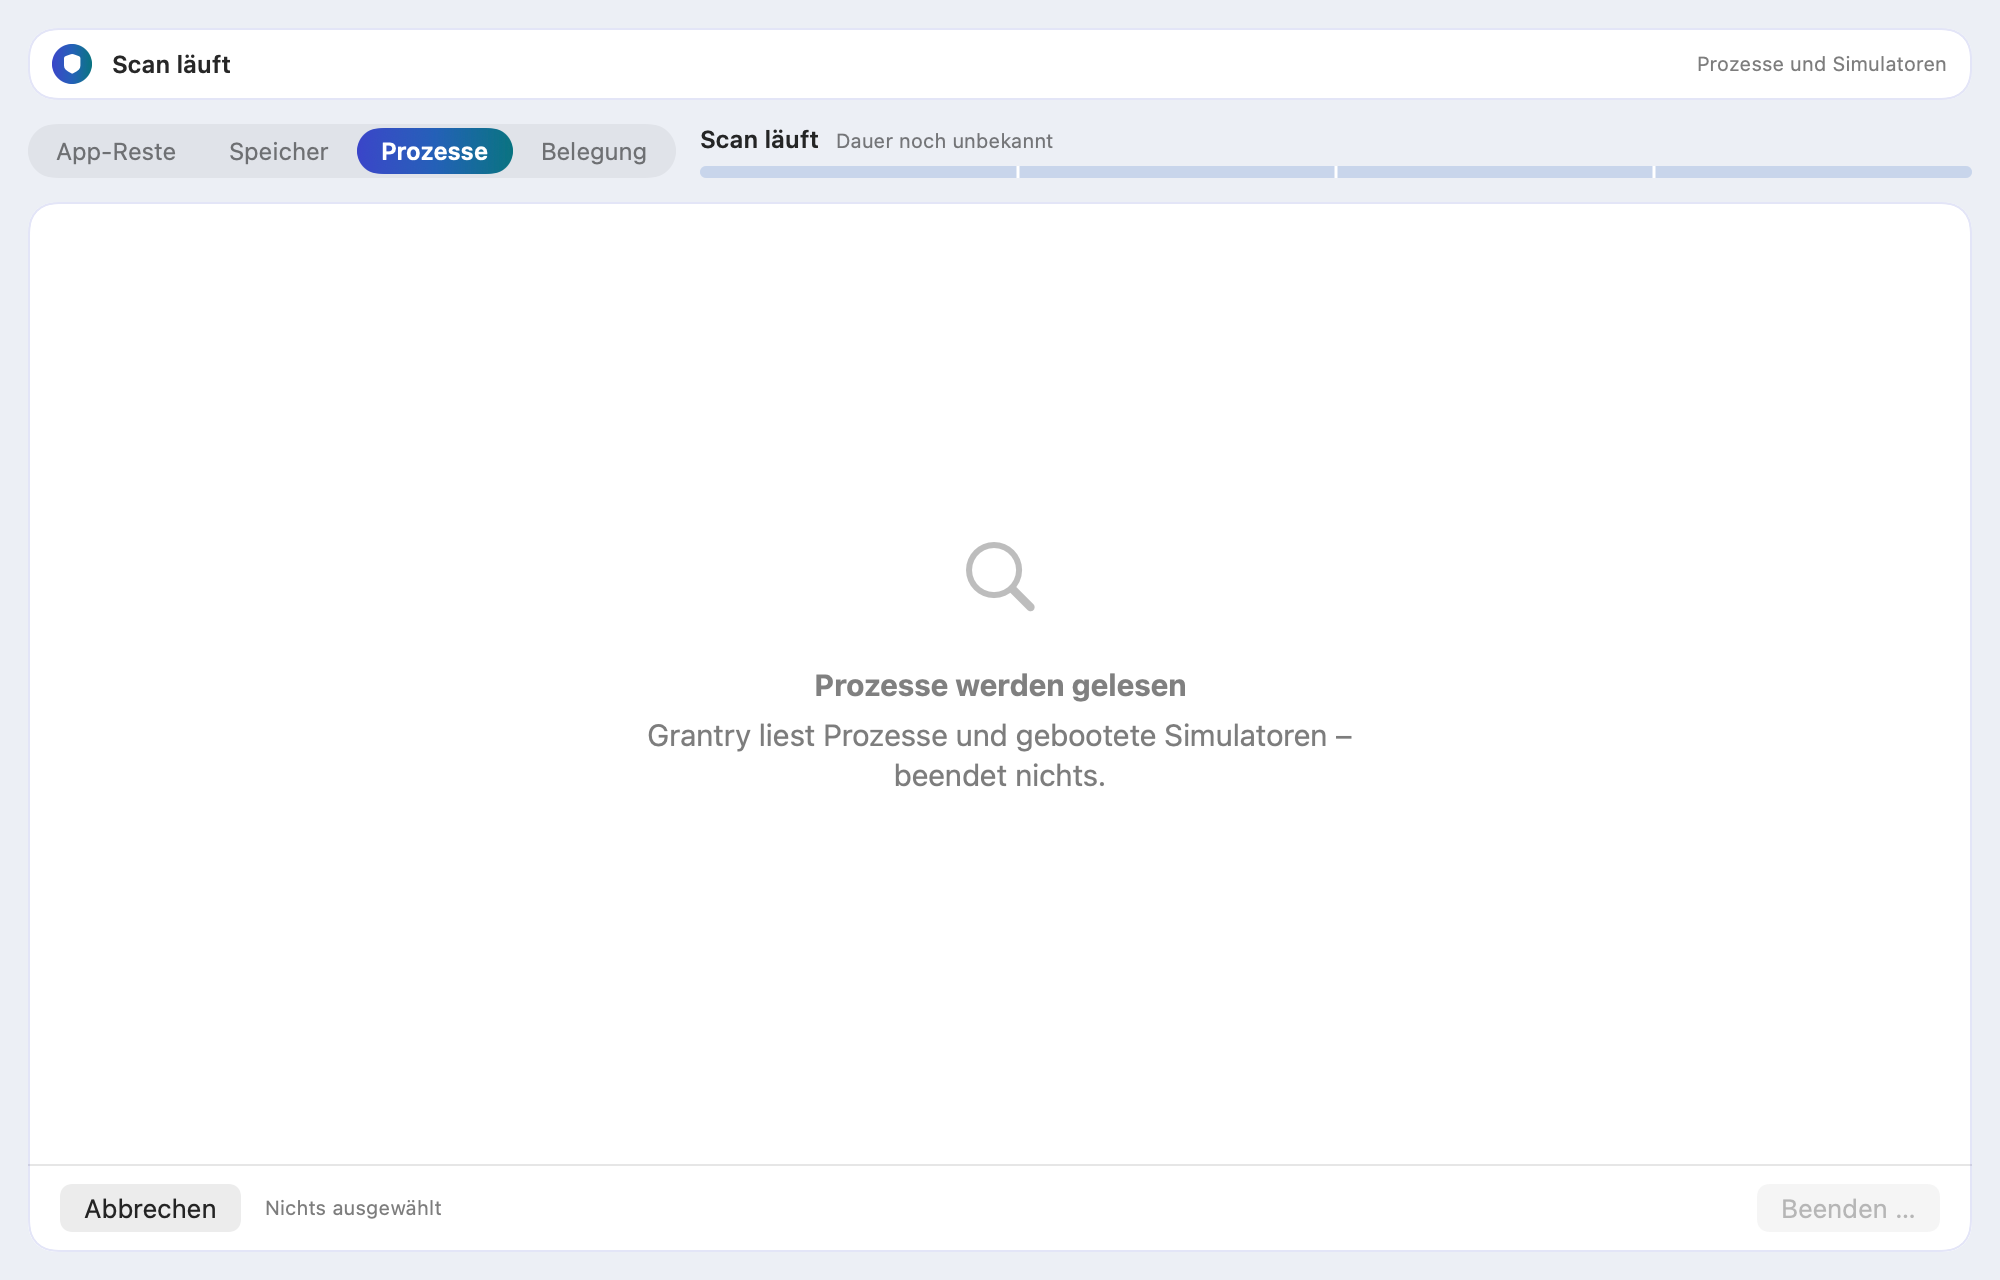 Scan läuft
Prozesse und Simulatoren
App-Reste
Speicher
Prozesse
Belegung
Scan läuft
Dauer noch unbekannt
Prozesse werden gelesen
Grantry liest Prozesse und gebootete Simulatoren –
beendet nichts.
Abbrechen
Nichts ausgewählt
Beenden ...